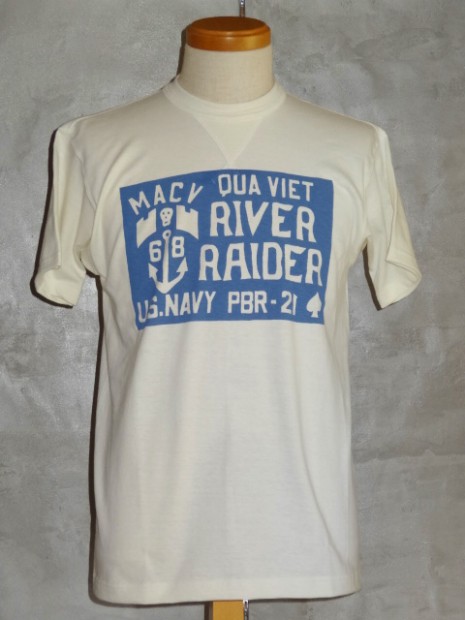 MACV QUA VIET
RIVER
68 RAIDER
U.S. NAVY PBR-21